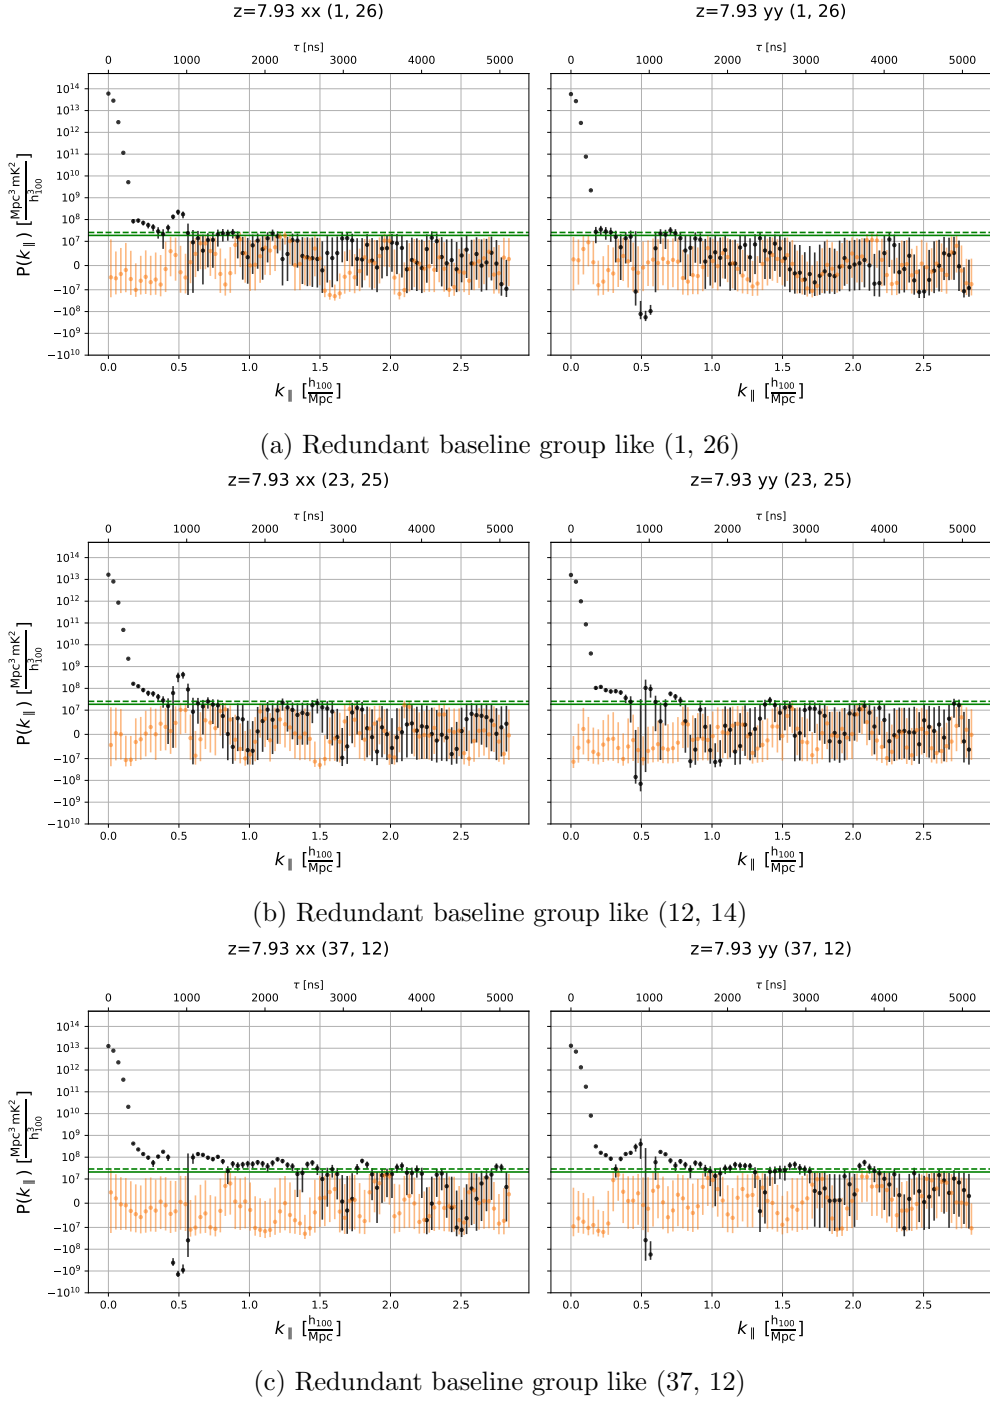 z=7.93 xx (1, 26) z=7.93 yy (1, 26)
τ [ns] τ [ns]
0 1000 2000 3000 4000 5000 0 1000 2000 3000 4000 5000
10¹⁴
10¹³
10¹²
10¹¹
10¹⁰
10⁹
10⁸
10⁷
0
−10⁷
−10⁸
−10⁹
−10¹⁰
P(k∥) [Mpc³ mK² / h³₁₀₀]
0.0 0.5 1.0 1.5 2.0 2.5 0.0 0.5 1.0 1.5 2.0 2.5
k∥ [h₁₀₀/Mpc] k∥ [h₁₀₀/Mpc]
(a) Redundant baseline group like (1, 26)
z=7.93 xx (23, 25) z=7.93 yy (23, 25)
τ [ns] τ [ns]
0 1000 2000 3000 4000 5000 0 1000 2000 3000 4000 5000
10¹⁴
10¹³
10¹²
10¹¹
10¹⁰
10⁹
10⁸
10⁷
0
−10⁷
−10⁸
−10⁹
−10¹⁰
P(k∥) [Mpc³ mK² / h³₁₀₀]
0.0 0.5 1.0 1.5 2.0 2.5 0.0 0.5 1.0 1.5 2.0 2.5
k∥ [h₁₀₀/Mpc] k∥ [h₁₀₀/Mpc]
(b) Redundant baseline group like (12, 14)
z=7.93 xx (37, 12) z=7.93 yy (37, 12)
τ [ns] τ [ns]
0 1000 2000 3000 4000 5000 0 1000 2000 3000 4000 5000
10¹⁴
10¹³
10¹²
10¹¹
10¹⁰
10⁹
10⁸
10⁷
0
−10⁷
−10⁸
−10⁹
−10¹⁰
P(k∥) [Mpc³ mK² / h³₁₀₀]
0.0 0.5 1.0 1.5 2.0 2.5 0.0 0.5 1.0 1.5 2.0 2.5
k∥ [h₁₀₀/Mpc] k∥ [h₁₀₀/Mpc]
(c) Redundant baseline group like (37, 12)